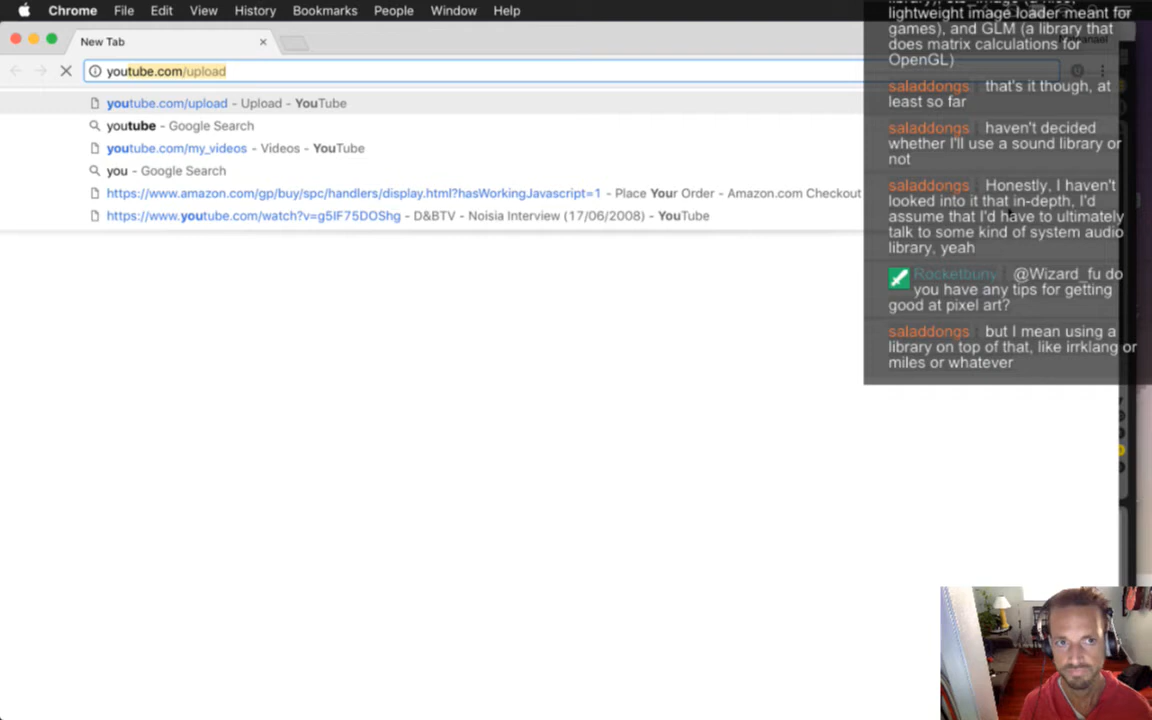 Chrome File Edit View History Bookmarks People Window Help
New Tab
youtube.com/upload
youtube.com/upload - Upload - YouTube
youtube - Google Search
youtube.com/my_videos - Videos - YouTube
you - Google Search
https://www.amazon.com/gp/buy/spc/handlers/display.html?hasWorkingJavascript=1 - Place Your Order - Amazon.com Checkout
https://www.youtube.com/watch?v=g5IF75DOShg - D&BTV - Noisia Interview (17/06/2008) - YouTube
lightweight image loader meant for
games), and GLM (a library that
does matrix calculations for
OpenGL)
saladdongs that's it though, at
least so far
saladdongs haven't decided
whether I'll use a sound library or
not
saladdongs Honestly, I haven't
looked into it that in-depth, I'd
assume that I'd have to ultimately
talk to some kind of system audio
library, yeah
Rocketbuny @Wizard_fu do
you have any tips for getting
good at pixel art?
saladdongs but I mean using a
library on top of that, like irrklang or
miles or whatever